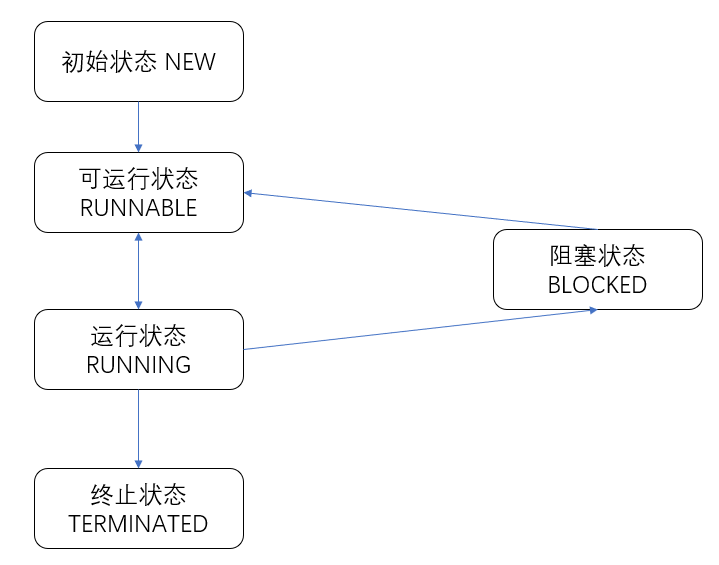 初始状态 NEW
可运行状态
RUNNABLE
阻塞状态
BLOCKED
运行状态
RUNNING
终止状态
TERMINATED